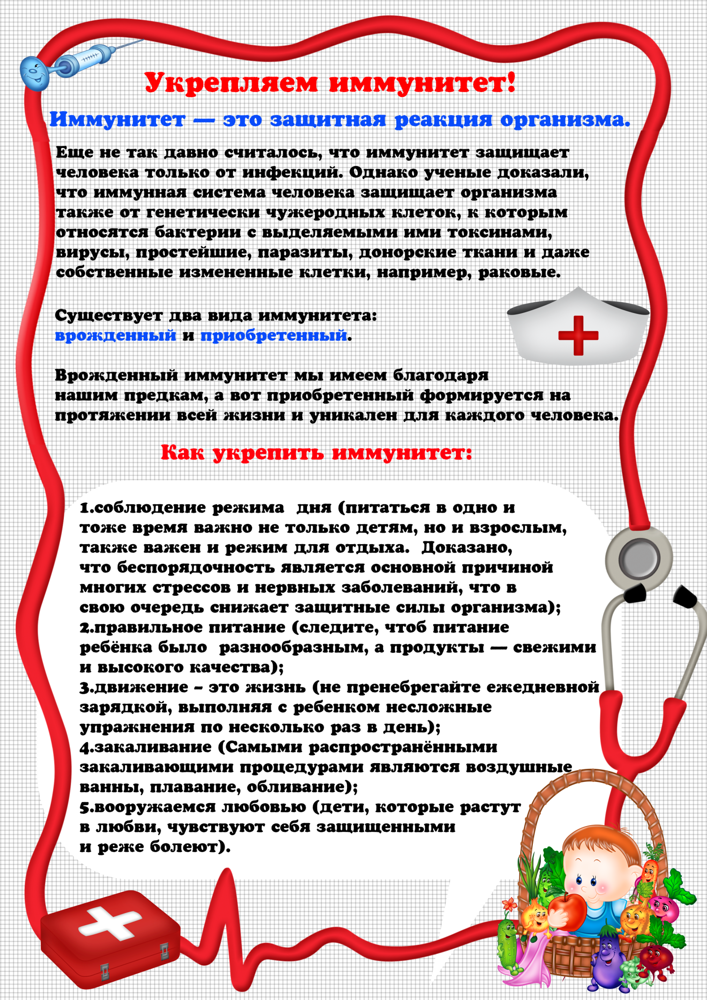 Укрепляем иммунитет!
Иммунитет — это защитная реакция организма.
Еще не так давно считалось, что иммунитет защищает
человека только от инфекций. Однако ученые доказали,
что иммунная система человека защищает организма
также от генетически чужеродных клеток, к которым
относятся бактерии с выделяемыми ими токсинами,
вирусы, простейшие, паразиты, донорские ткани и даже
собственные измененные клетки, например, раковые.
Существует два вида иммунитета:
врожденный и приобретенный.
Врожденный иммунитет мы имеем благодаря
нашим предкам, а вот приобретенный формируется на
протяжении всей жизни и уникален для каждого человека.
Как укрепить иммунитет:
1.соблюдение режима дня (питаться в одно и
тоже время важно не только детям, но и взрослым,
также важен и режим для отдыха. Доказано,
что беспорядочность является основной причиной
многих стрессов и нервных заболеваний, что в
свою очередь снижает защитные силы организма);
2.правильное питание (следите, чтоб питание
ребёнка было разнообразным, а продукты — свежими
и высокого качества);
3.движение – это жизнь (не пренебрегайте ежедневной
зарядкой, выполняя с ребенком несложные
упражнения по несколько раз в день);
4.закаливание (Самыми распространёнными
закаливающими процедурами являются воздушные
ванны, плавание, обливание);
5.вооружаемся любовью (дети, которые растут
в любви, чувствуют себя защищенными
и реже болеют).